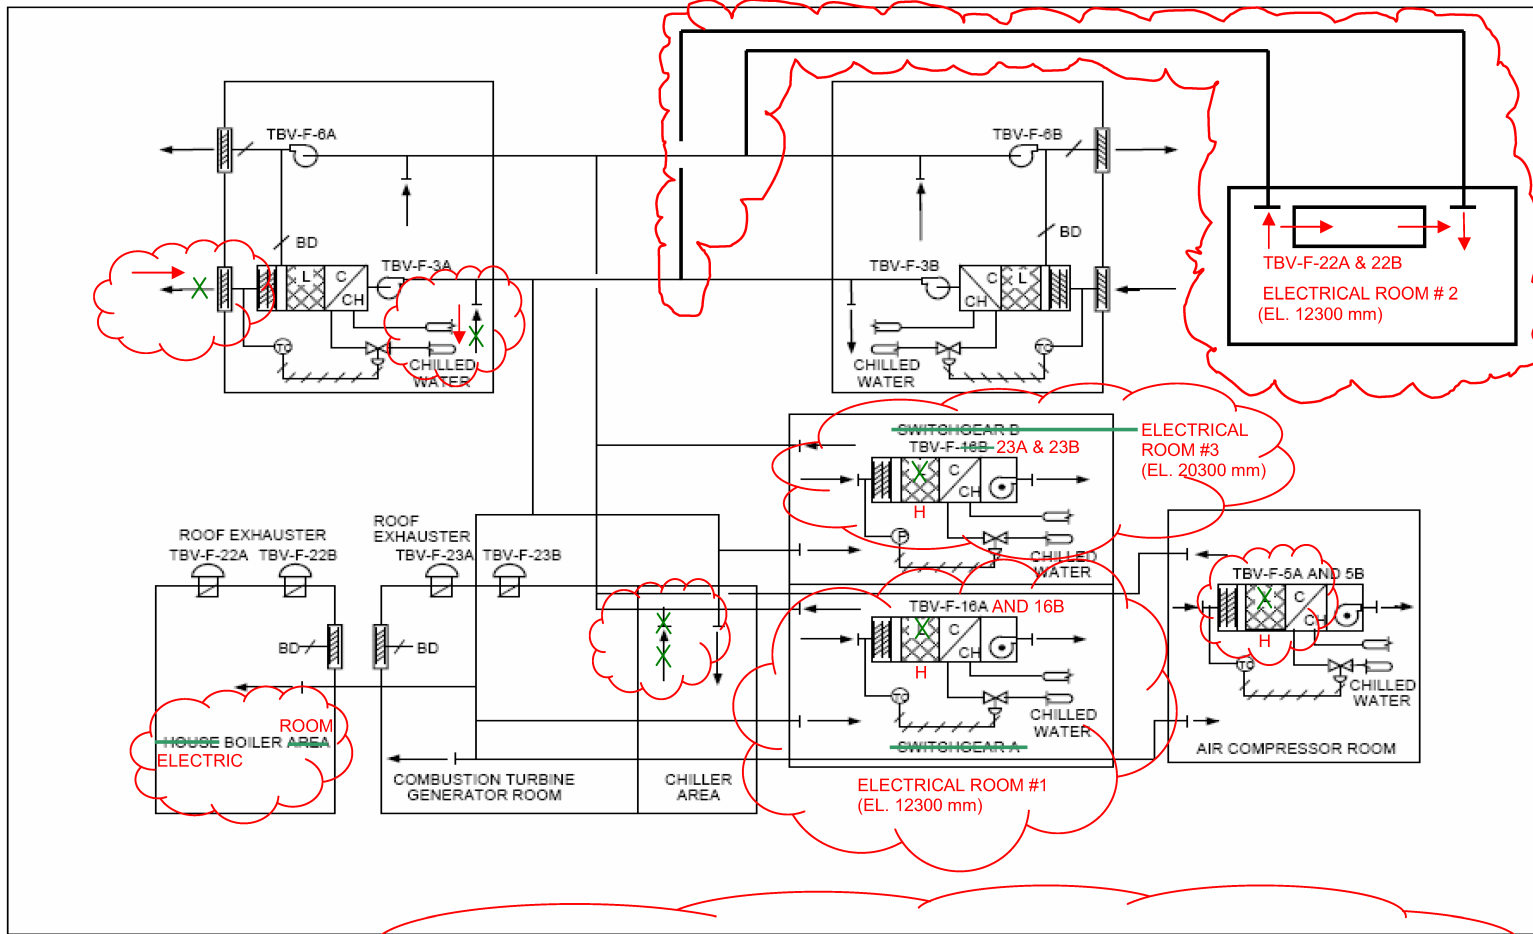 TBV-F-6A
TBV-F-6B
BD
BD
TBV-F-3A
TBV-F-3B
L
C
CH
C
L
CH
TC
TC
CHILLED
WATER
CHILLED
WATER
TBV-F-22A & 22B
ELECTRICAL ROOM # 2
(EL. 12300 mm)
SWITCHGEAR B
TBV-F-16B 23A & 23B
ELECTRICAL
ROOM #3
(EL. 20300 mm)
C
CH
H
P
CHILLED
WATER
ROOF EXHAUSTER
TBV-F-22A TBV-F-22B
ROOF
EXHAUSTER
TBV-F-23A TBV-F-23B
BD
BD
TBV-F-16A AND 16B
C
CH
H
TC
CHILLED
WATER
SWITCHGEAR A
ELECTRICAL ROOM #1
(EL. 12300 mm)
TBV-F-5A AND 5B
C
CH
H
TC
CHILLED
WATER
AIR COMPRESSOR ROOM
ROOM
HOUSE BOILER AREA
ELECTRIC
COMBUSTION TURBINE
GENERATOR ROOM
CHILLER
AREA